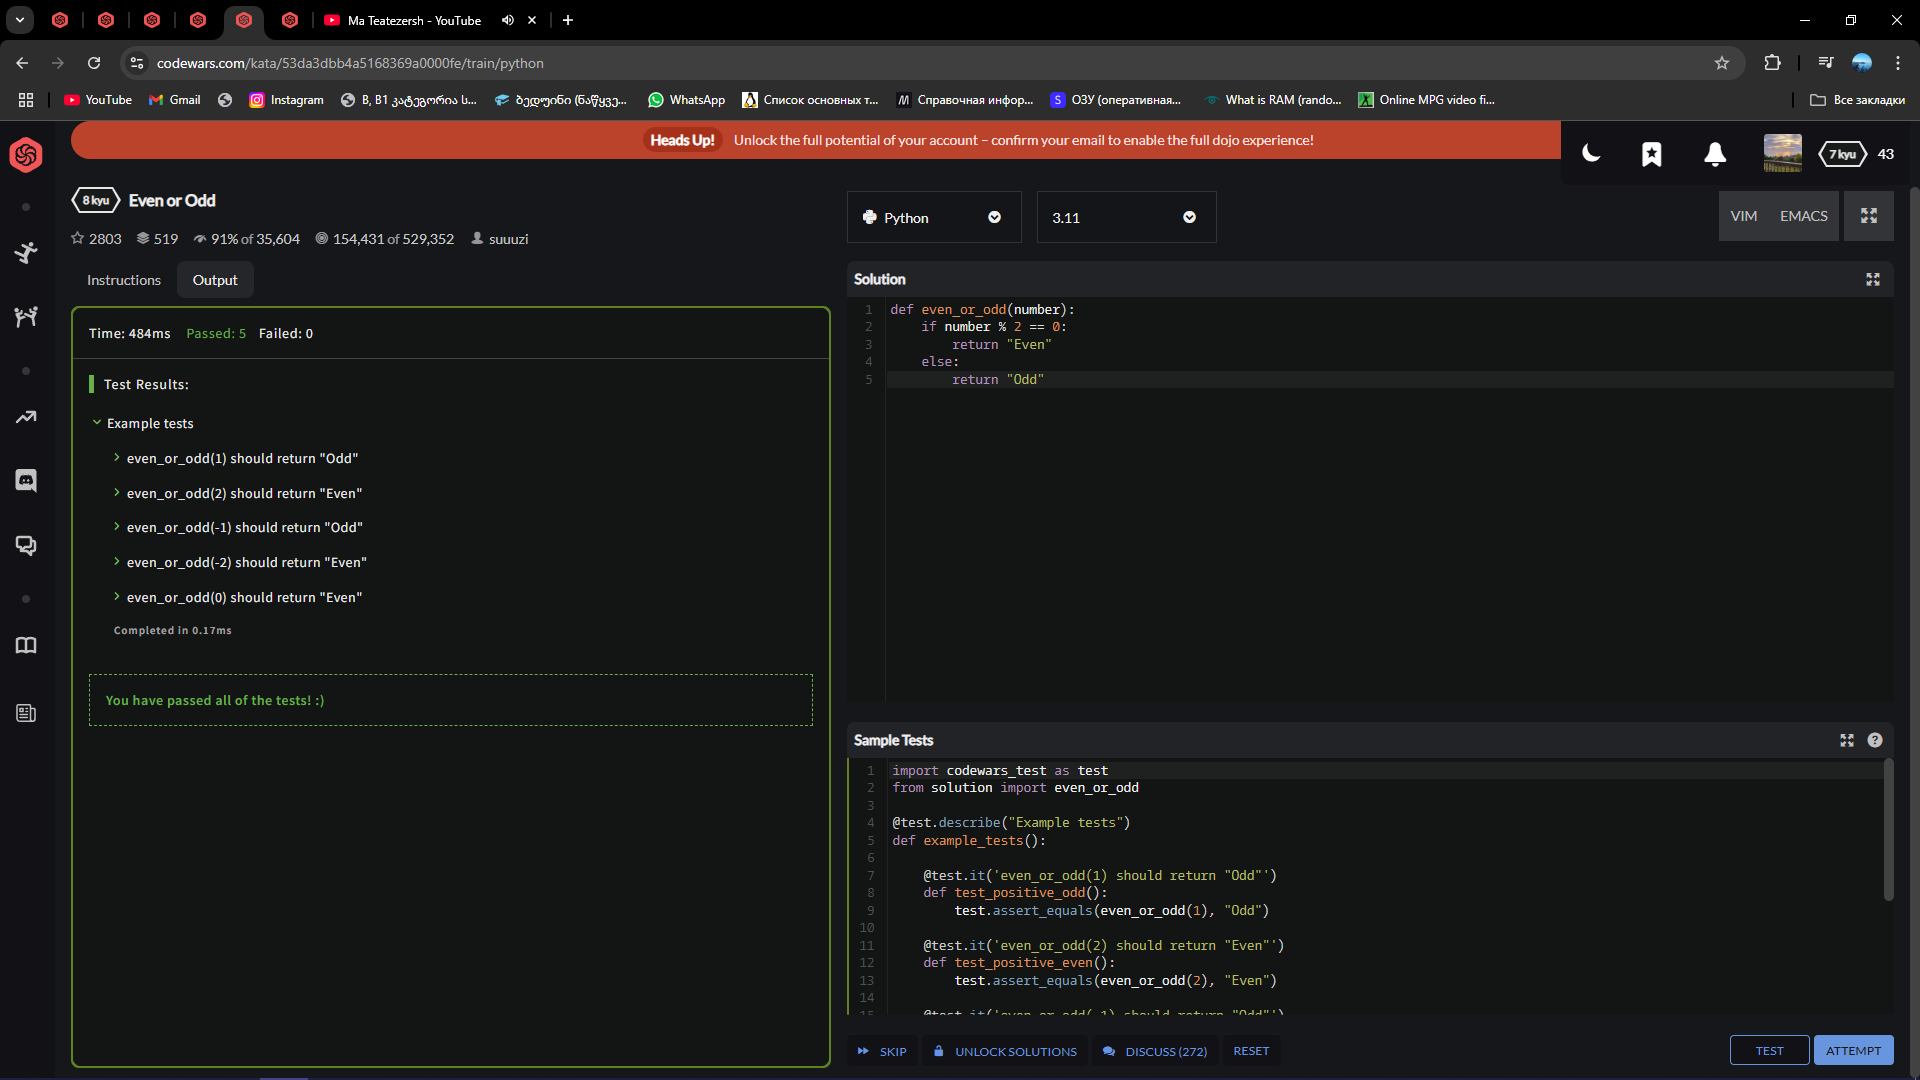 Ma Teatezersh - YouTube
codewars.com/kata/53da3dbb4a5168369a0000fe/train/python
YouTube
Gmail
Instagram
B, B1 კატეგორია ს...
ბედუინი (ნაწყვე...
WhatsApp
Список основных т...
Справочная инфор...
ОЗУ (оперативная...
What is RAM (rando...
Online MPG video fi...
Все закладки
Heads Up! Unlock the full potential of your account – confirm your email to enable the full dojo experience!
7 kyu 43
8 kyu Even or Odd
2803 519 91% of 35,604 154,431 of 529,352 suuuzi
Python
3.11
VIM EMACS
Instructions Output
Time: 484ms Passed: 5 Failed: 0
Test Results:
Example tests
even_or_odd(1) should return "Odd"
even_or_odd(2) should return "Even"
even_or_odd(-1) should return "Odd"
even_or_odd(-2) should return "Even"
even_or_odd(0) should return "Even"
Completed in 0.17ms
You have passed all of the tests! :)
Solution
1 def even_or_odd(number):
2 if number % 2 == 0:
3 return "Even"
4 else:
5 return "Odd"
Sample Tests
1 import codewars_test as test
2 from solution import even_or_odd
3
4 @test.describe("Example tests")
5 def example_tests():
6
7 @test.it('even_or_odd(1) should return "Odd"')
8 def test_positive_odd():
9 test.assert_equals(even_or_odd(1), "Odd")
10
11 @test.it('even_or_odd(2) should return "Even"')
12 def test_positive_even():
13 test.assert_equals(even_or_odd(2), "Even")
14
15 @test.it('even_or_odd(-1) should return "Odd"')
SKIP
UNLOCK SOLUTIONS
DISCUSS (272)
RESET
TEST
ATTEMPT